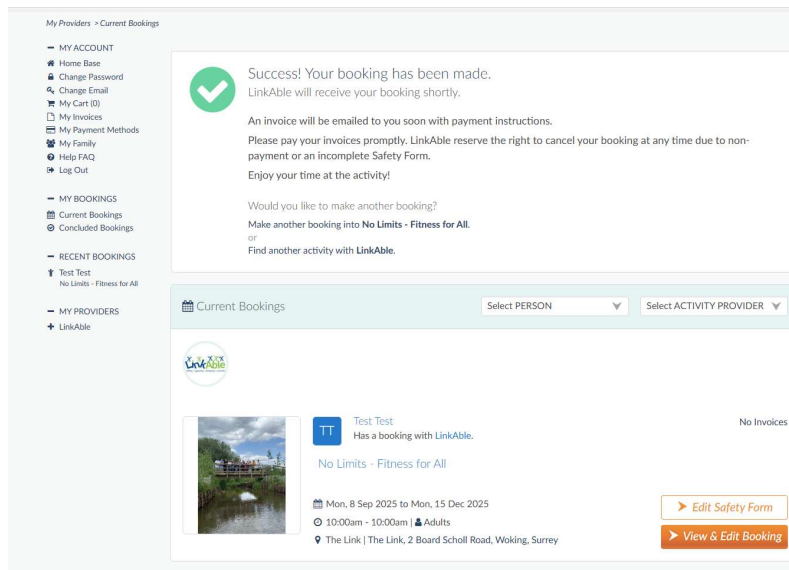 My Providers > Current Bookings
MY ACCOUNT
Home Base
Change Password
Change Email
My Cart (0)
My Invoices
My Payment Methods
My Family
Help FAQ
Log Out
MY BOOKINGS
Current Bookings
Concluded Bookings
RECENT BOOKINGS
Test Test
No Limits - Fitness for All
MY PROVIDERS
LinkAble
Success! Your booking has been made.
LinkAble will receive your booking shortly.
An invoice will be emailed to you soon with payment instructions.
Please pay your invoices promptly. LinkAble reserve the right to cancel your booking at any time due to non-
payment or an incomplete Safety Form.
Enjoy your time at the activity!
Would you like to make another booking?
Make another booking into No Limits - Fitness for All.
or
Find another activity with LinkAble.
Current Bookings
Select PERSON
Select ACTIVITY PROVIDER
LinkAble
TT
Test Test
Has a booking with LinkAble.
No Invoices
No Limits - Fitness for All
Mon, 8 Sep 2025 to Mon, 15 Dec 2025
10:00am - 10:00am | Adults
The Link | The Link, 2 Board Scholl Road, Woking, Surrey
Edit Safety Form
View & Edit Booking